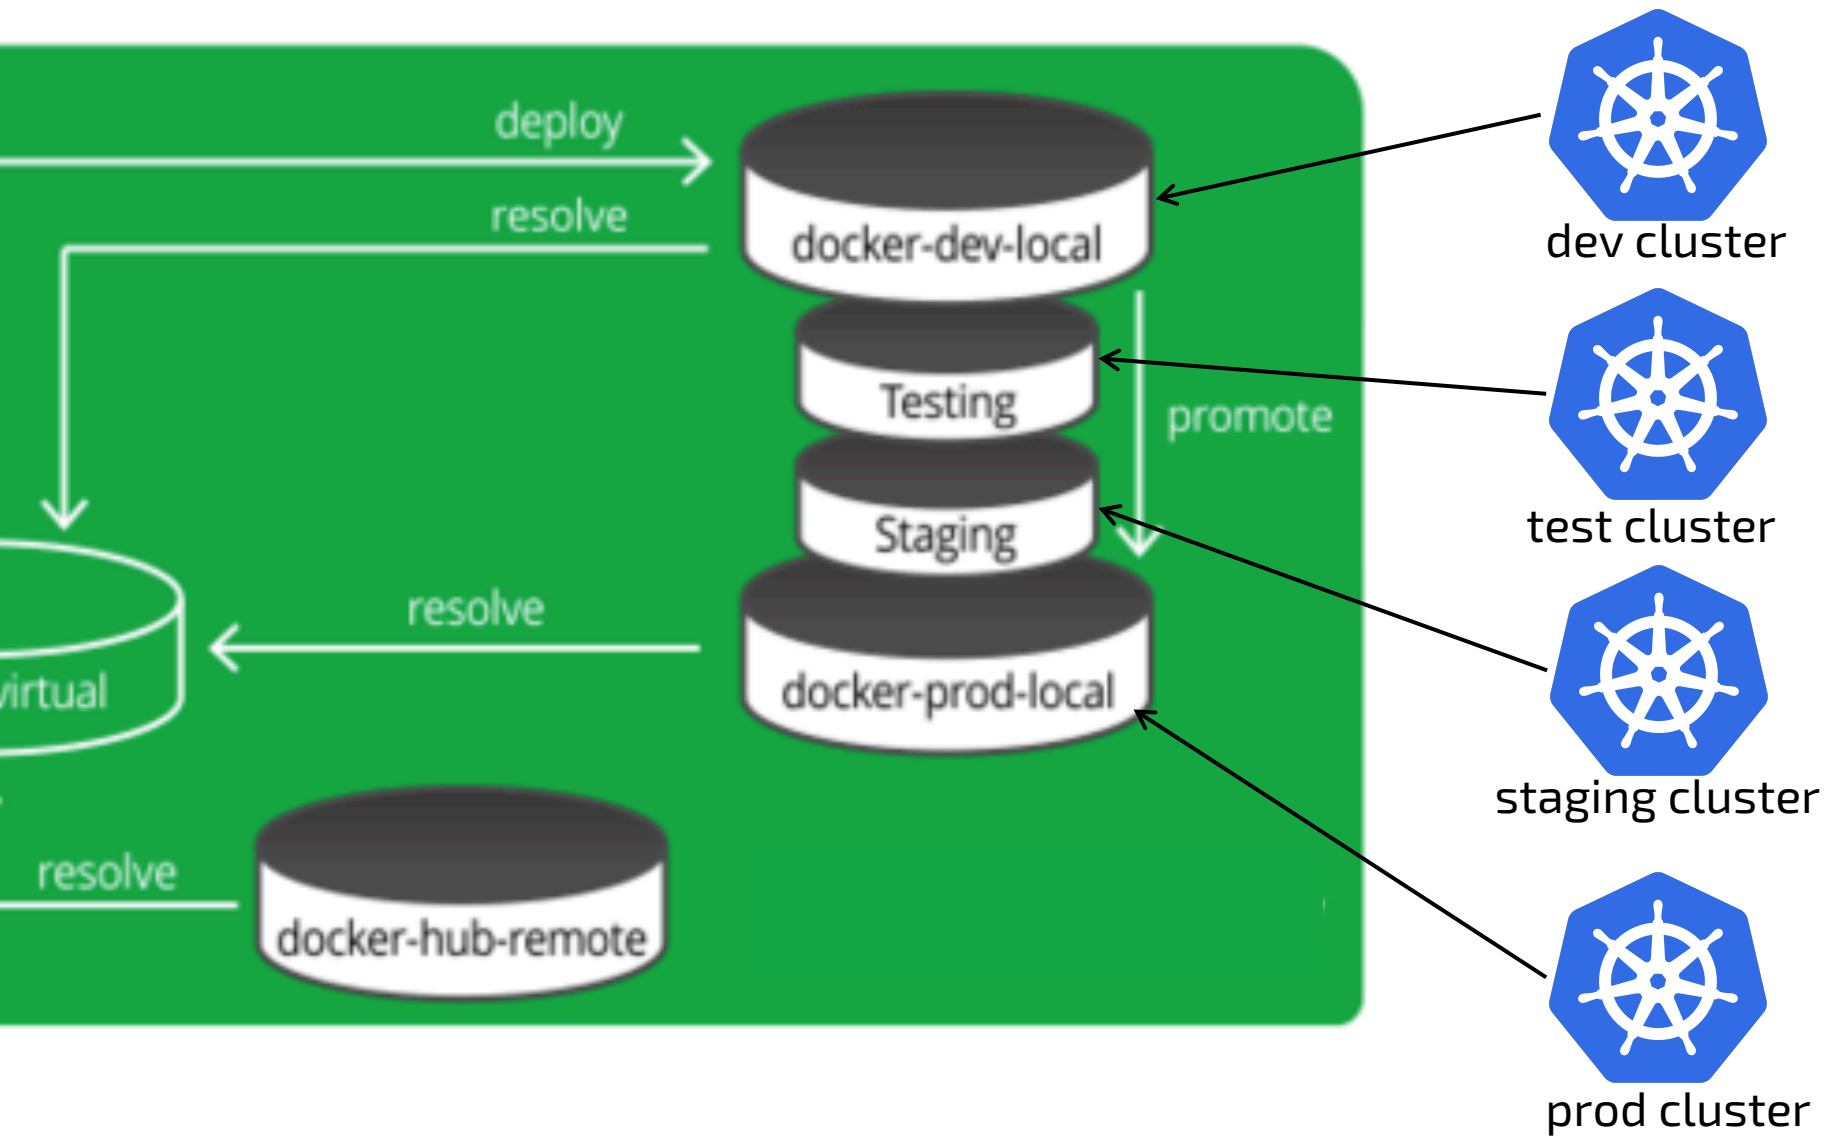 deploy
resolve
docker-dev-local
dev cluster
Testing
promote
test cluster
Staging
resolve
virtual
docker-prod-local
staging cluster
resolve
docker-hub-remote
prod cluster